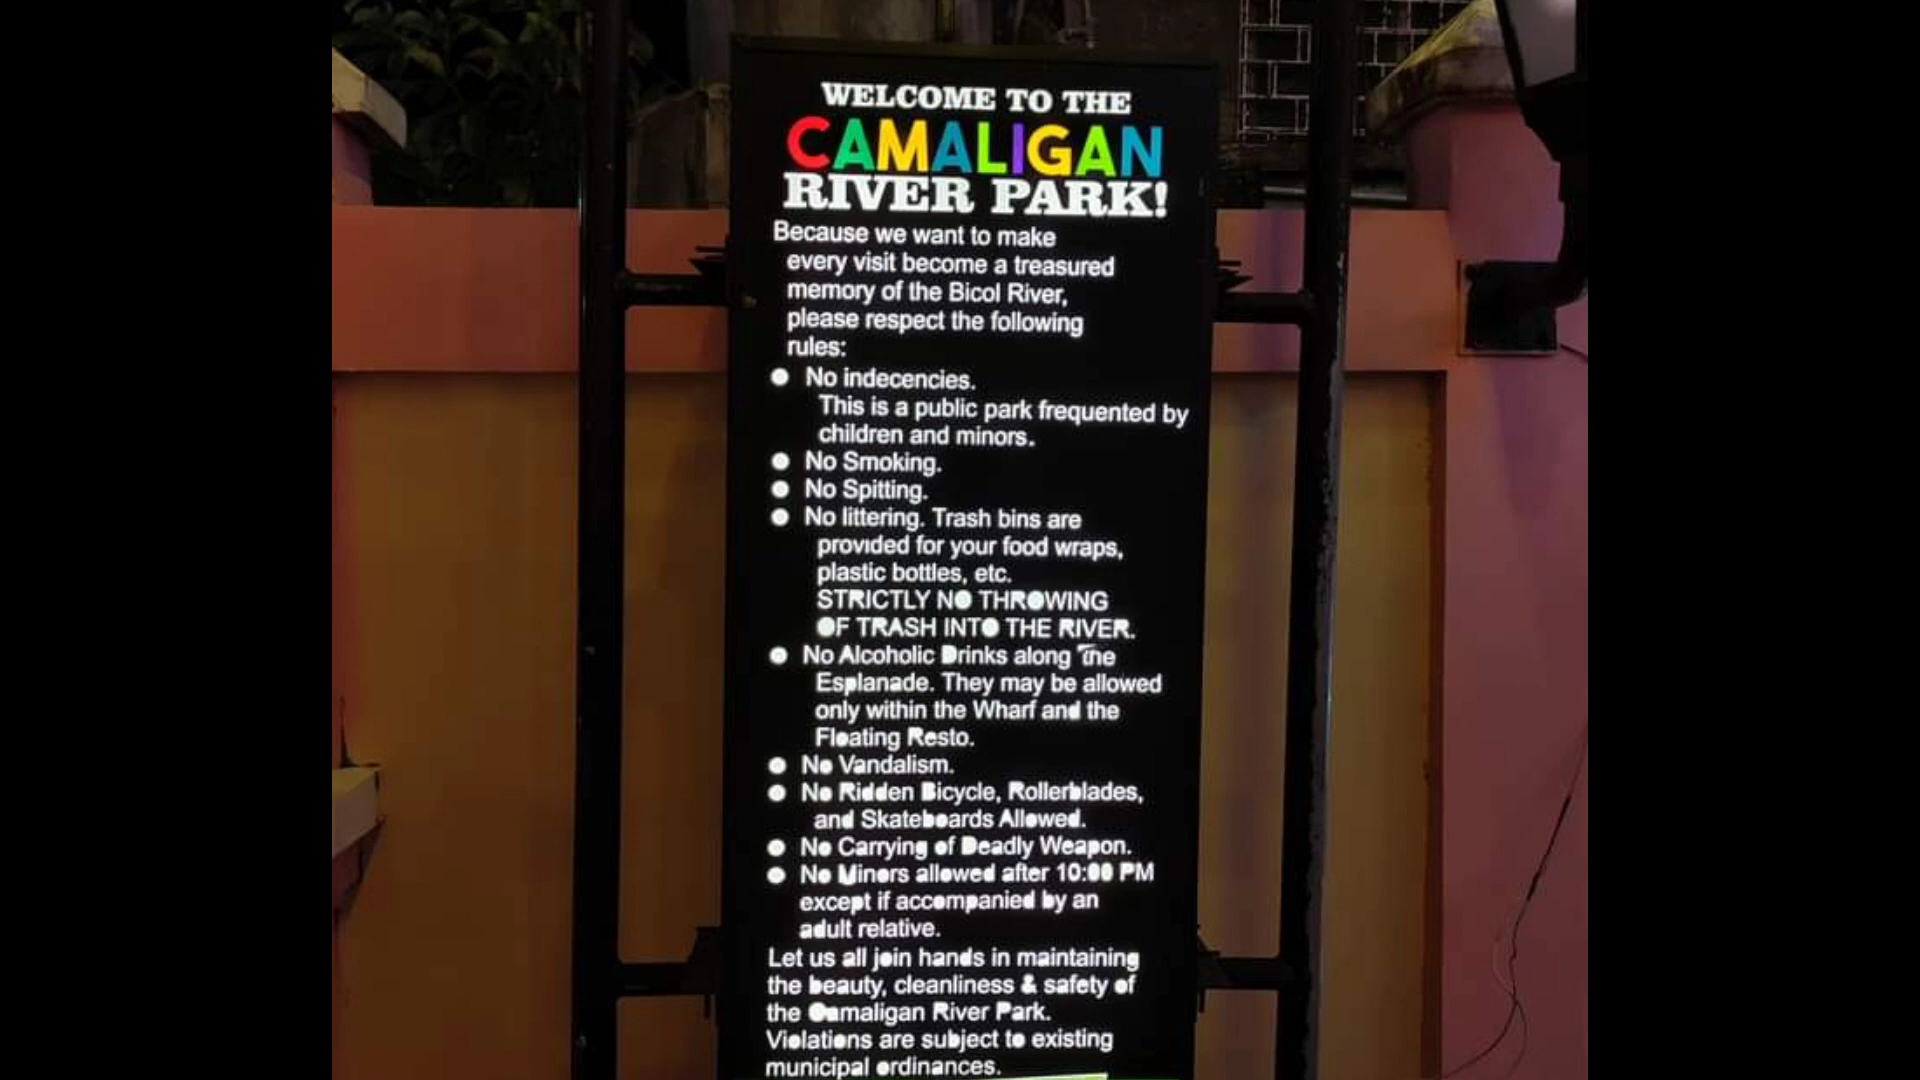 WELCOME TO THE
CAMALIGAN
RIVER PARK!
Because we want to make
every visit become a treasured
memory of the Bicol River,
please respect the following
rules:
● No indecencies.
This is a public park frequented by
children and minors.
● No Smoking.
● No Spitting.
● No littering. Trash bins are
provided for your food wraps,
plastic bottles, etc.
STRICTLY NO THROWING
OF TRASH INTO THE RIVER.
● No Alcoholic Drinks along The
Esplanade. They may be allowed
only within the Wharf and the
Floating Resto.
● No Vandalism.
● No Ridden Bicycle, Rollerblades,
and Skateboards Allowed.
● No Carrying of Deadly Weapon.
● No Minors allowed after 10:00 PM
except if accompanied by an
adult relative.
Let us all join hands in maintaining
the beauty, cleanliness & safety of
the Camaligan River Park.
Violations are subject to existing
municipal ordinances.